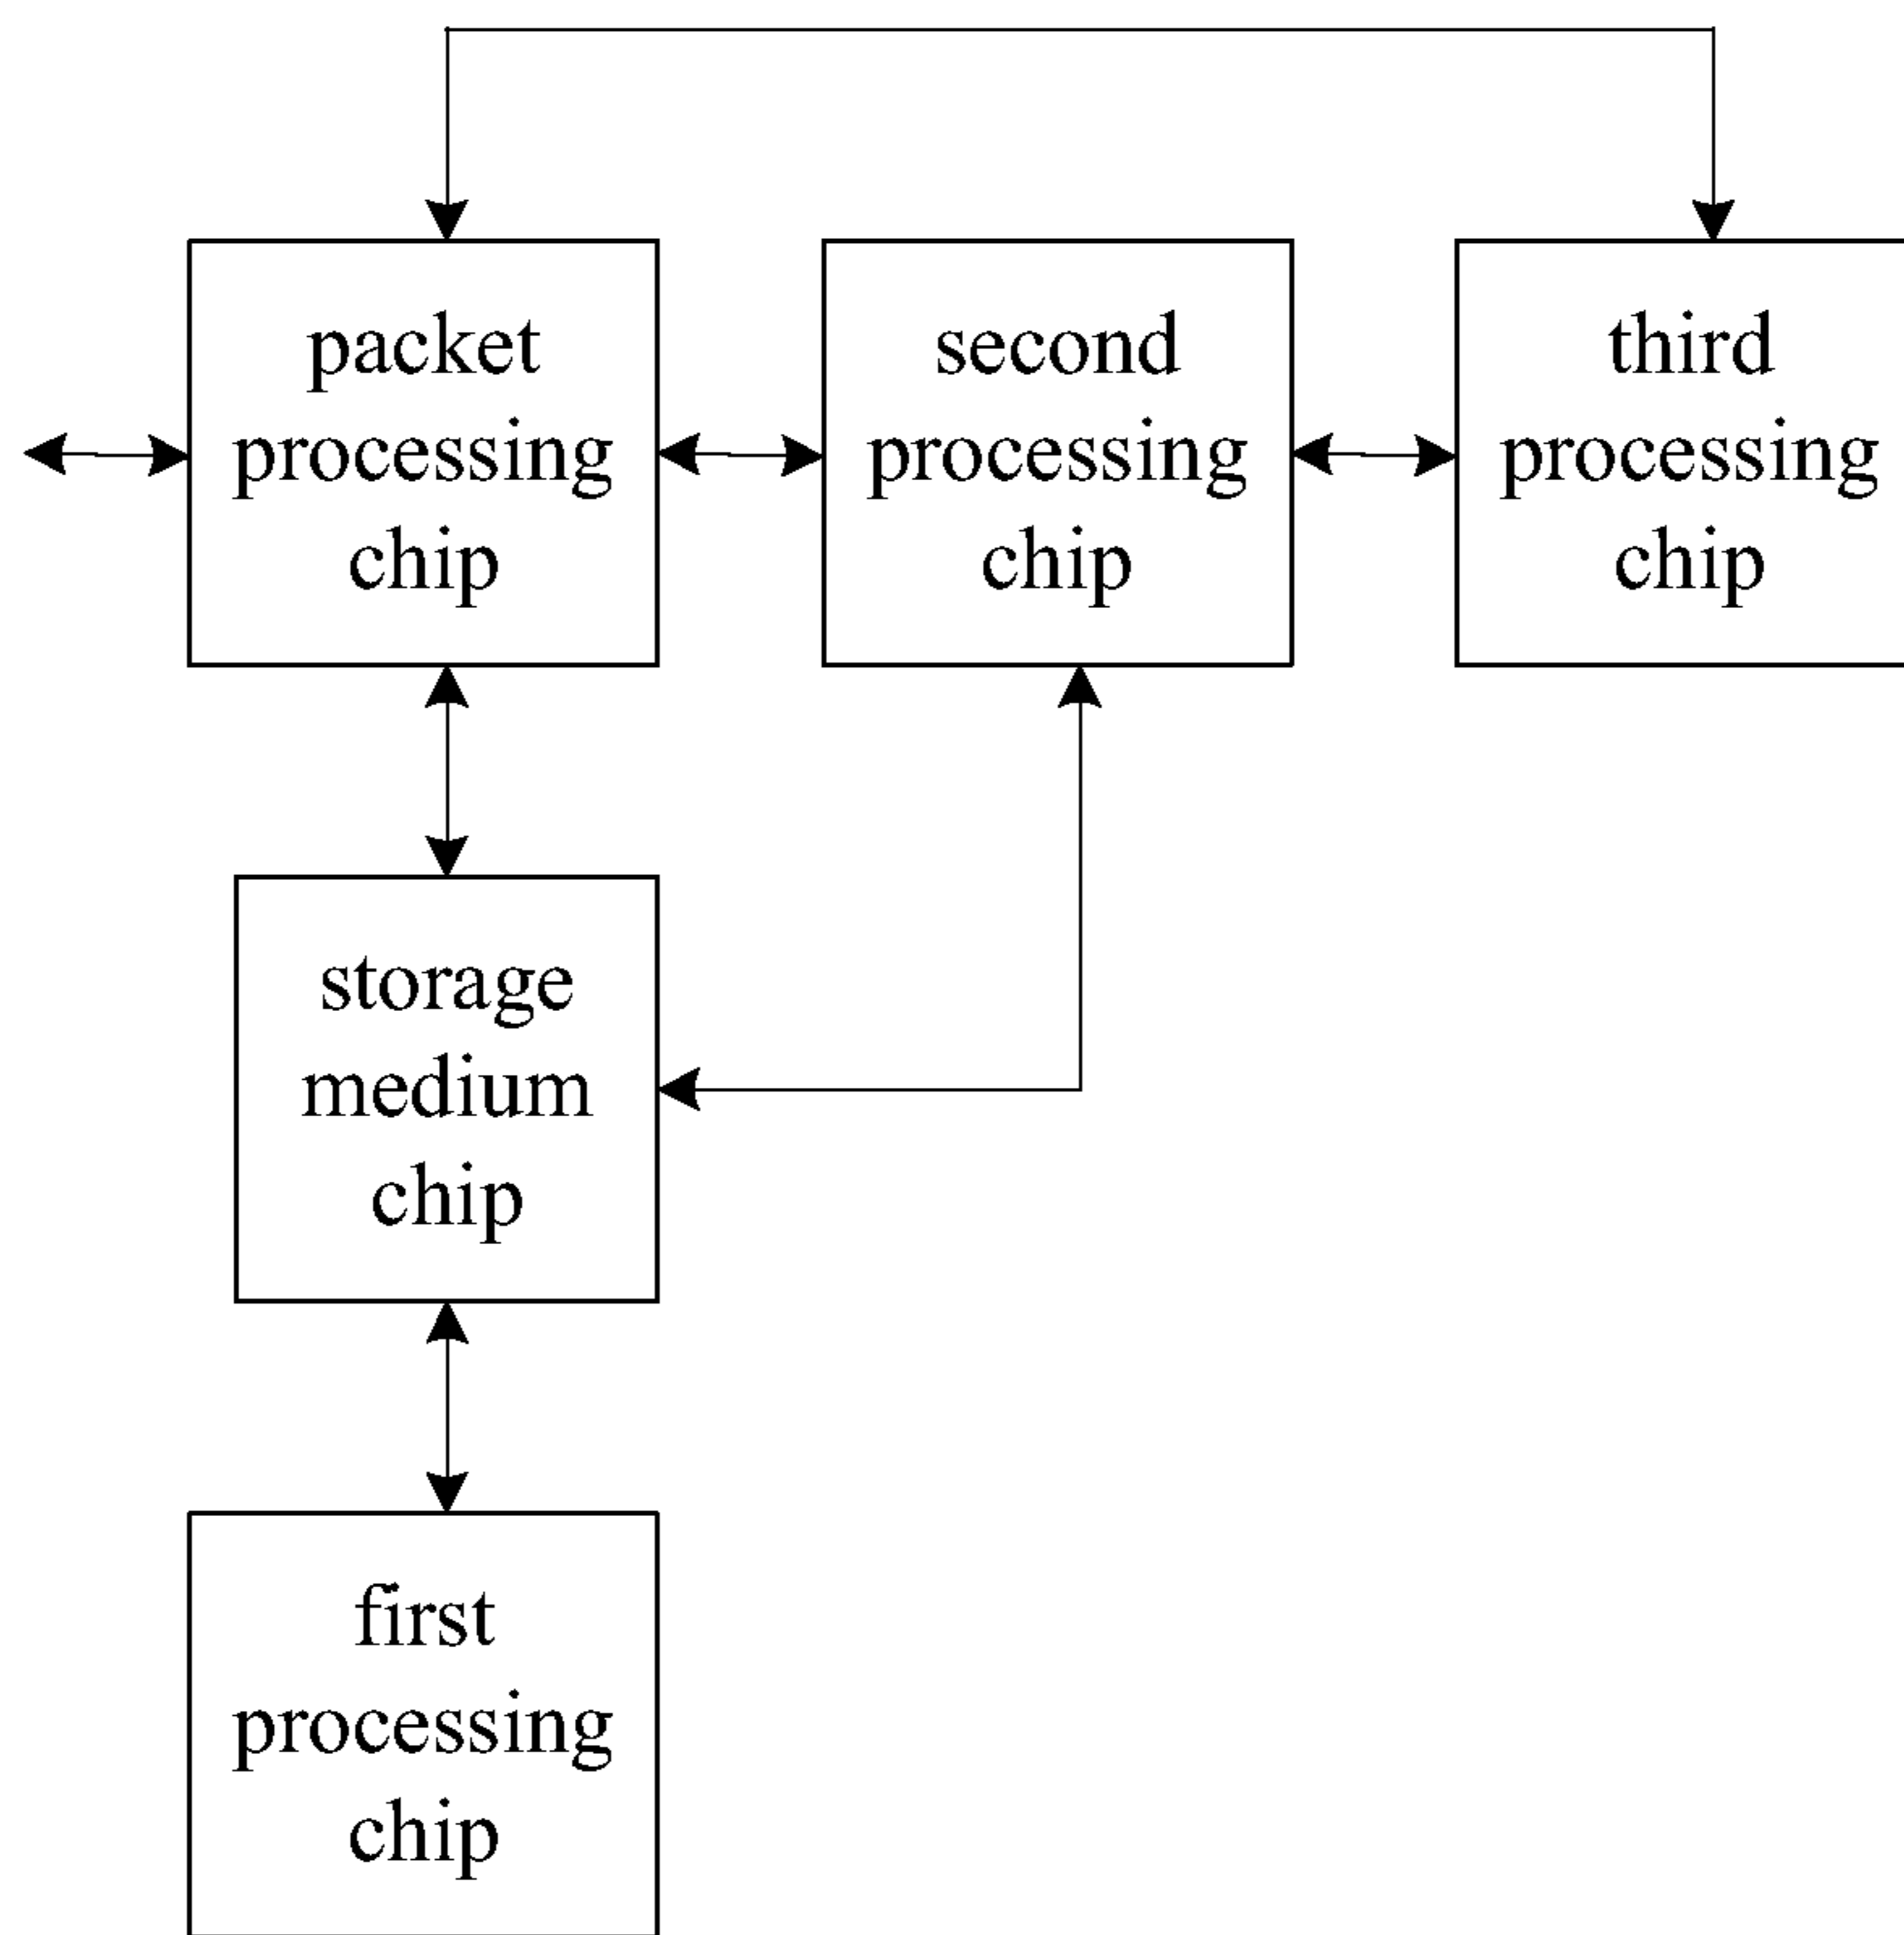 packet
processing
chip
second
processing
chip
third
processing
chip
storage
medium
chip
first
processing
chip